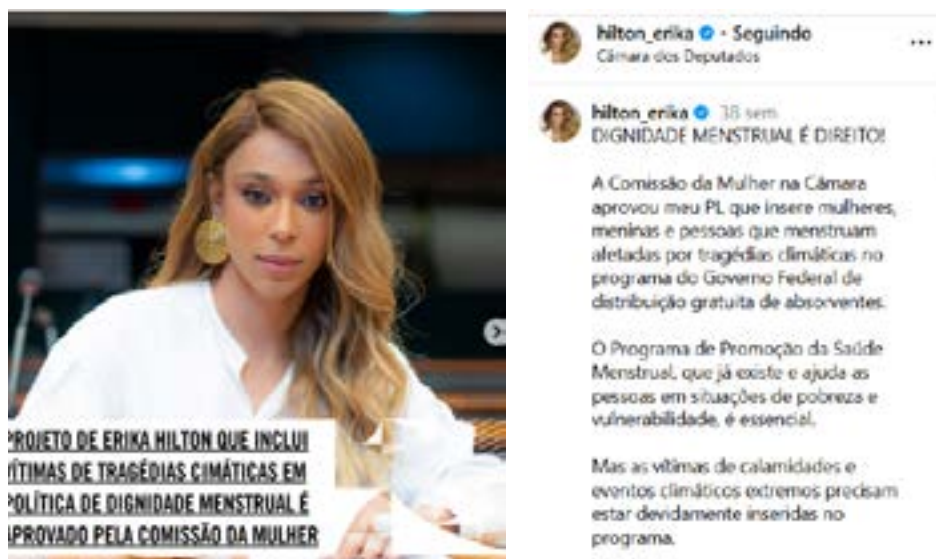 PROJETO DE ERIKA HILTON QUE INCLUI
VÍTIMAS DE TRAGÉDIAS CIMÁTICAS EM
POLÍTICA DE DIGNIDADE MENSTRUAL É
APROVADO PELA COMISSÃO DA MULHER
hilton_erika • Seguindo
Câmara dos Deputados
hilton_erika 38 sem
DIGNIDADE MENSTRUAL É DIREITO!
A Comissão da Mulher na Câmara
aprovou meu PL que insere mulheres,
meninas e pessoas que menstruam
afetadas por tragédias climáticas no
programa do Governo Federal de
distribuição gratuita de absorventes.
O Programa de Promoção da Saúde
Menstrual, que já existe e ajuda as
pessoas em situações de pobreza e
vulnerabilidade, é essencial.
Mas as vítimas de calamidades e
eventos climáticos extremos precisam
estar devidamente inseridas no
programa.